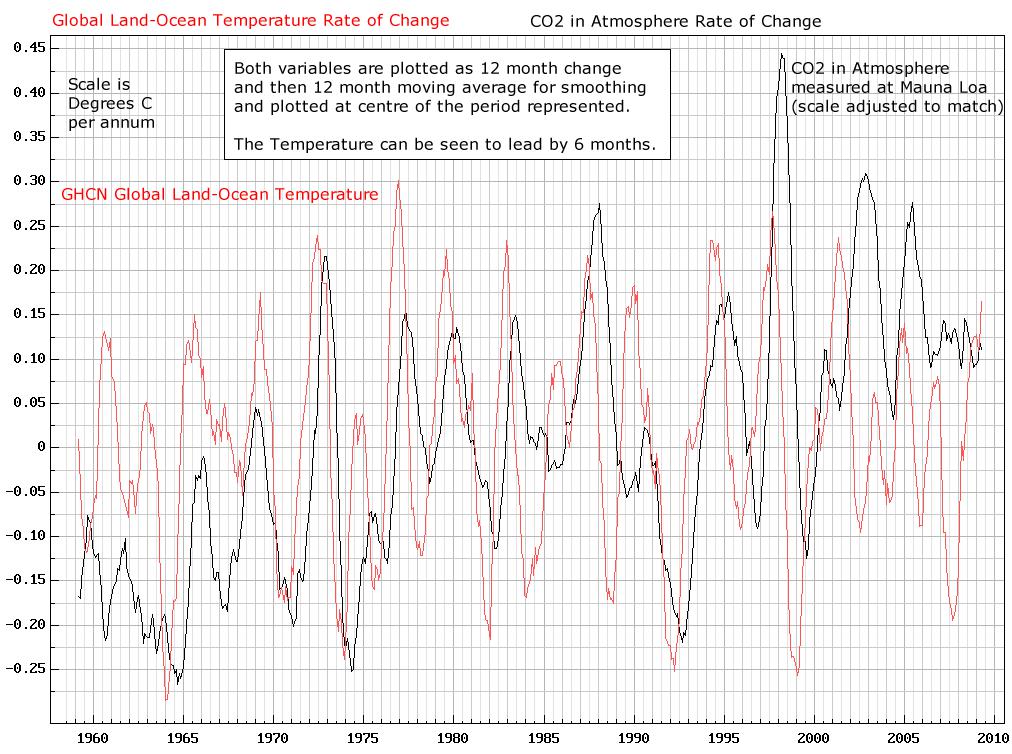 Global Land-Ocean Temperature Rate of Change
CO2 in Atmosphere Rate of Change
0.45
0.40
0.35
0.30
0.25
0.20
0.15
0.10
0.05
0
-0.05
-0.10
-0.15
-0.20
-0.25
Scale is
Degrees C
per annum
Both variables are plotted as 12 month change
and then 12 month moving average for smoothing
and plotted at centre of the period represented.
The Temperature can be seen to lead by 6 months.
CO2 in Atmosphere
measured at Mauna Loa
(scale adjusted to match)
GHCN Global Land-Ocean Temperature
1960 1965 1970 1975 1980 1985 1990 1995 2000 2005 2010